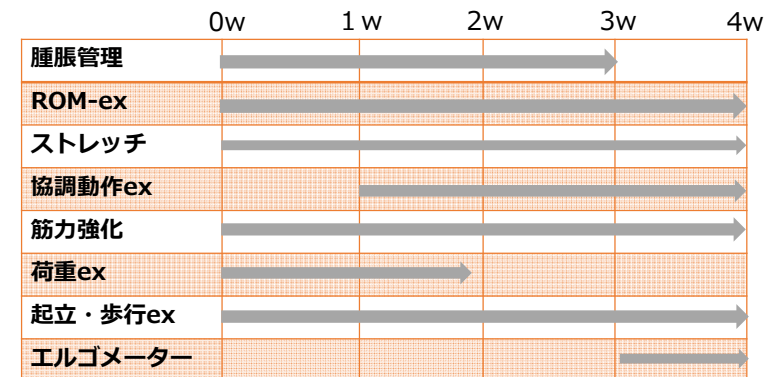 0w 1w 2w 3w 4w
腫脹管理
ROM-ex
ストレッチ
協調動作ex
筋力強化
荷重ex
起立・歩行ex
エルゴメーター